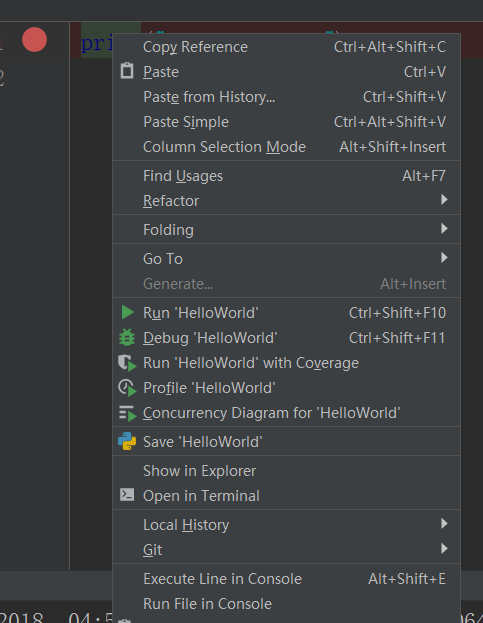 pri
Copy Reference Ctrl+Alt+Shift+C
2
Paste Ctrl+V
Paste from History... Ctrl+Shift+V
Paste Simple Ctrl+Alt+Shift+V
Column Selection Mode Alt+Shift+Insert
Find Usages Alt+F7
Refactor
Folding
Go To
Generate... Alt+Insert
Run 'HelloWorld' Ctrl+Shift+F10
Debug 'HelloWorld' Ctrl+Shift+F11
Run 'HelloWorld' with Coverage
Profile 'HelloWorld'
Concurrency Diagram for 'HelloWorld'
Save 'HelloWorld'
Show in Explorer
Open in Terminal
Local History
Git
Execute Line in Console Alt+Shift+E
Run File in Console
2018, 04:5 064